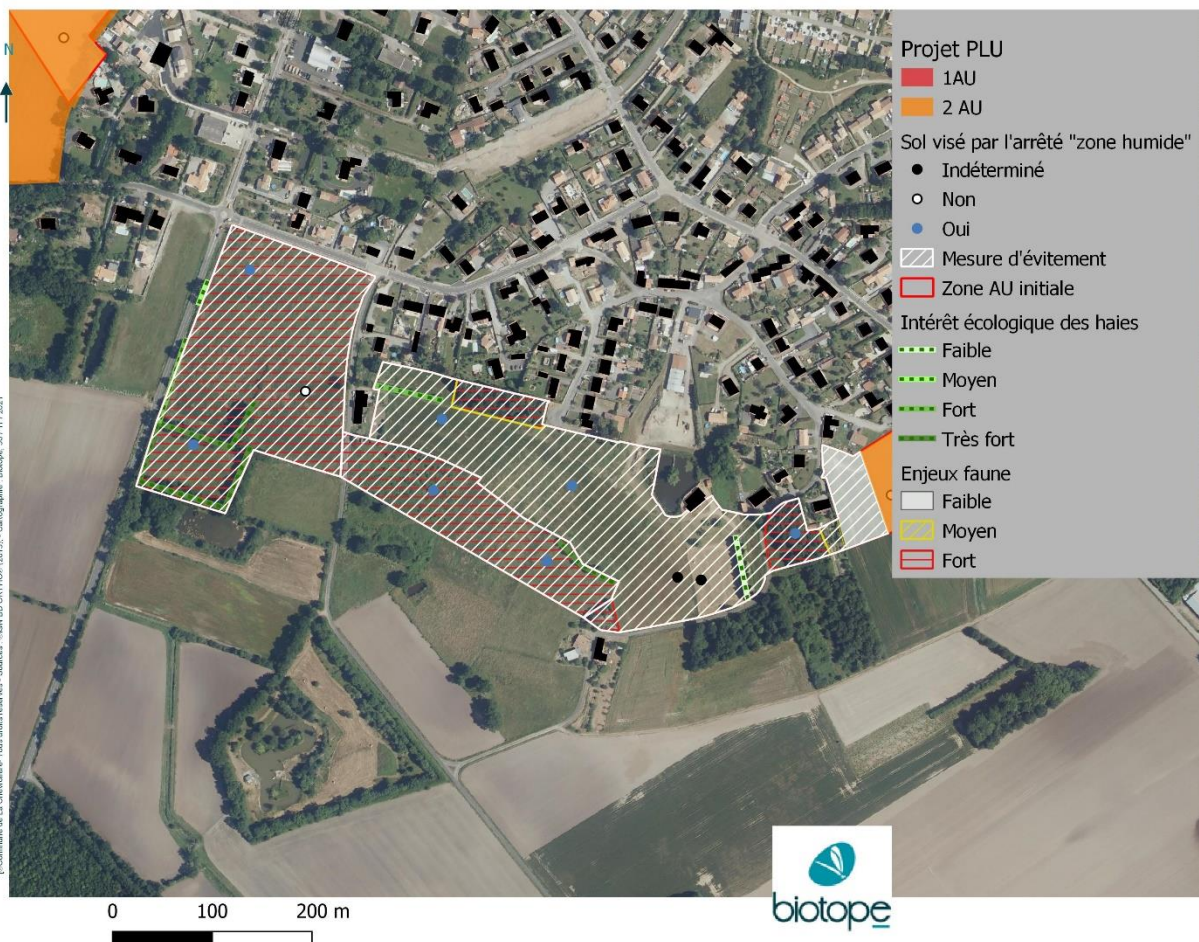 N
Projet PLU
1AU
2 AU
Sol visé par l'arrêté "zone humide"
Indéterminé
Non
Oui
Mesure d'évitement
Zone AU initiale
Intérêt écologique des haies
Faible
Moyen
Fort
Très fort
Enjeux faune
Faible
Moyen
Fort
0 100 200 m
biotope